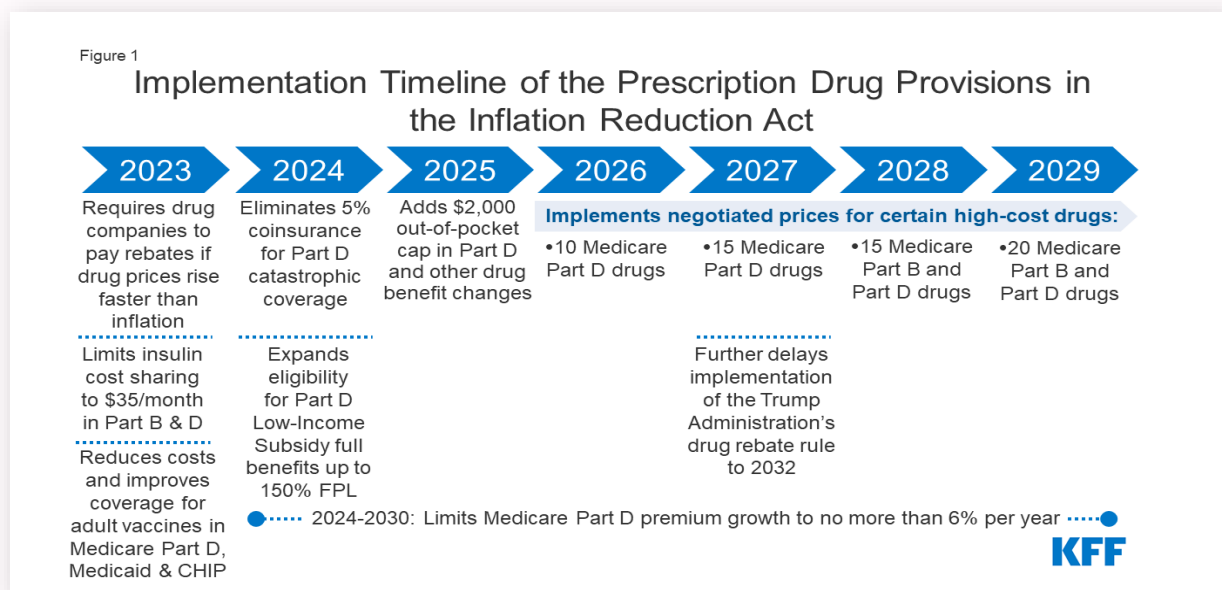 Figure 1
Implementation Timeline of the Prescription Drug Provisions in
the Inflation Reduction Act
2023
2024
2025
2026
2027
2028
2029
Requires drug
companies to
pay rebates if
drug prices rise
faster than
inflation
Limits insulin
cost sharing
to $35/month
in Part B & D
Reduces costs
and improves
coverage for
adult vaccines in
Medicare Part D,
Medicaid & CHIP
Eliminates 5%
coinsurance
for Part D
catastrophic
coverage
Expands
eligibility
for Part D
Low-Income
Subsidy full
benefits up to
150% FPL
Adds $2,000
out-of-pocket
cap in Part D
and other drug
benefit changes
Implements negotiated prices for certain high-cost drugs:
•10 Medicare
Part D drugs
•15 Medicare
Part D drugs
Further delays
implementation
of the Trump
Administration’s
drug rebate rule
to 2032
•15 Medicare
Part B and
Part D drugs
•20 Medicare
Part B and
Part D drugs
2024-2030: Limits Medicare Part D premium growth to no more than 6% per year
KFF